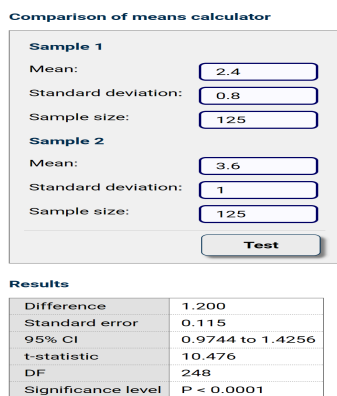 Comparison of means calculator
Sample 1
Mean: 2.4
Standard deviation: 0.8
Sample size: 125
Sample 2
Mean: 3.6
Standard deviation: 1
Sample size: 125
Test
Results
Difference 1.200
Standard error 0.115
95% CI 0.9744 to 1.4256
t-statistic 10.476
DF 248
Significance level P < 0.0001